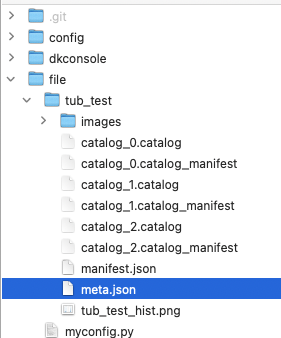 .git
config
dkconsole
file
tub_test
images
catalog_0.catalog
catalog_0.catalog_manifest
catalog_1.catalog
catalog_1.catalog_manifest
catalog_2.catalog
catalog_2.catalog_manifest
manifest.json
meta.json
tub_test_hist.png
myconfig.py